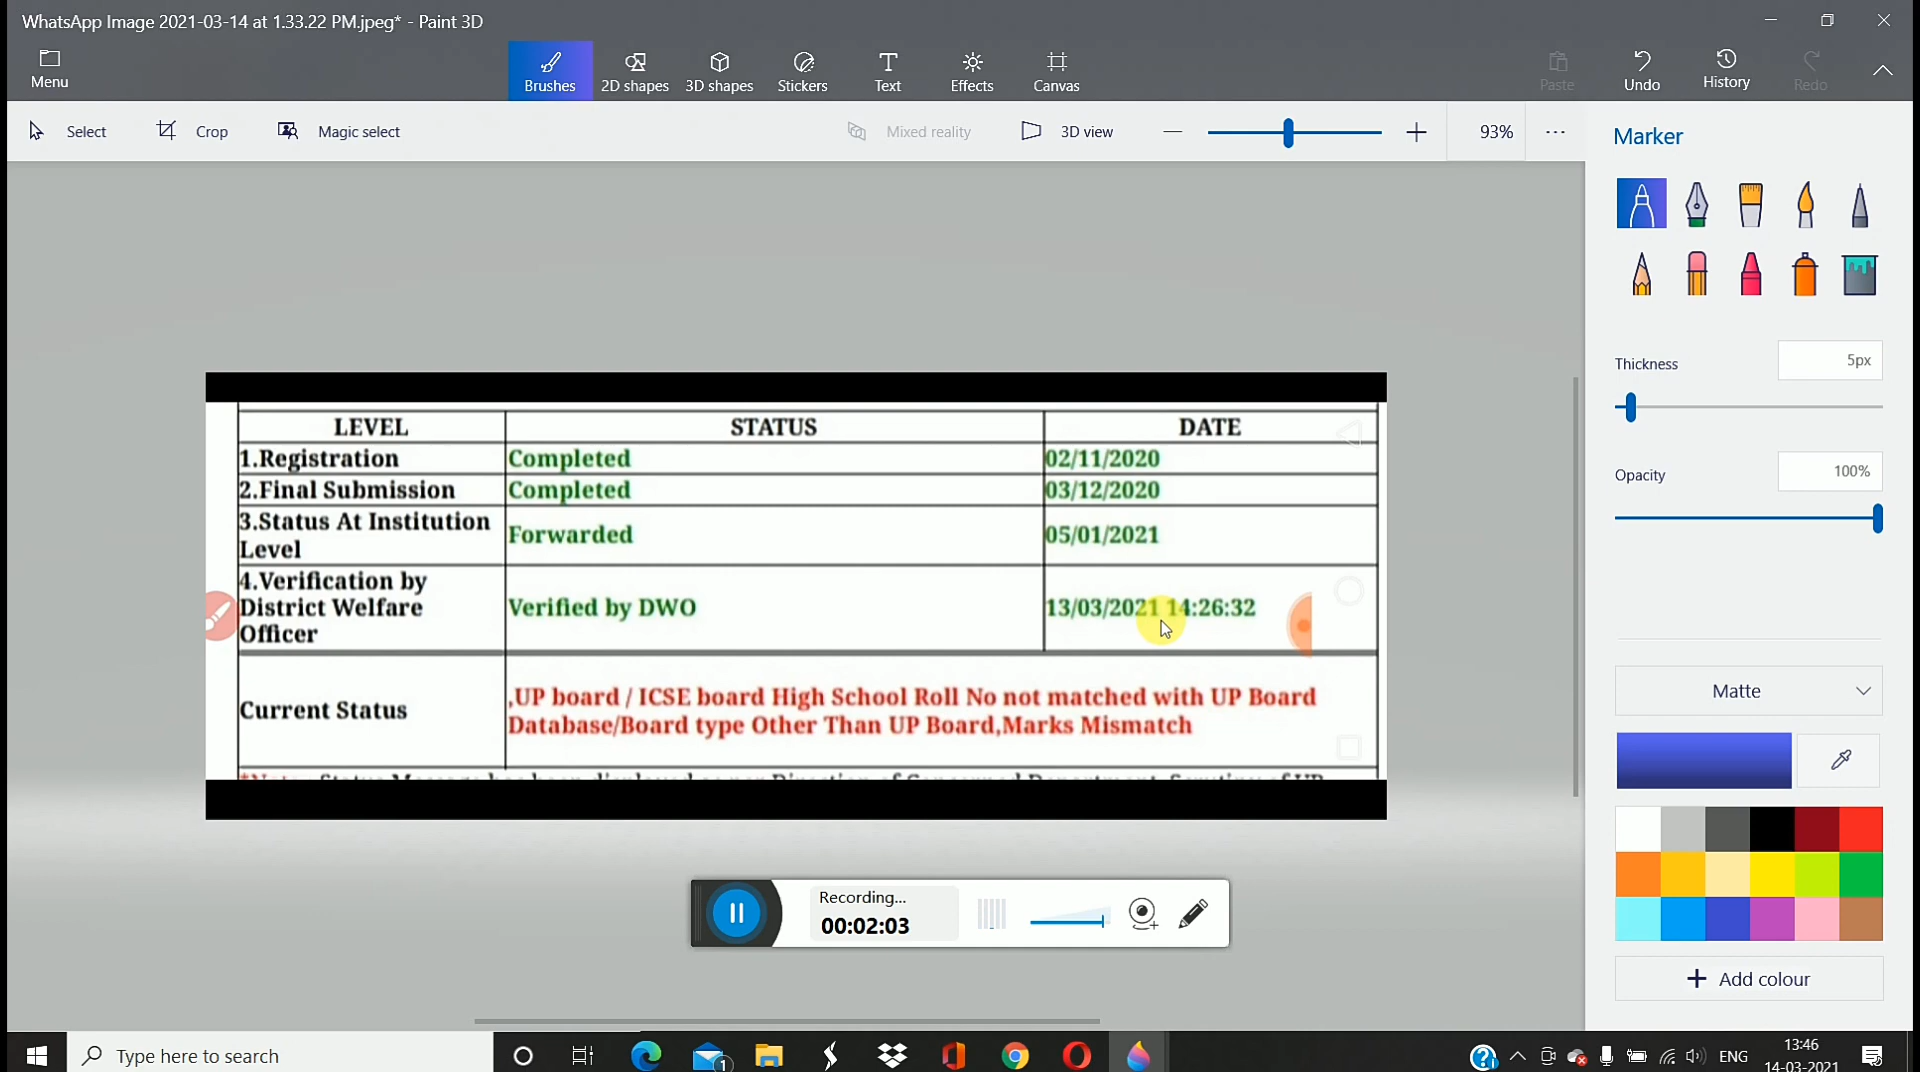 WhatsApp Image 2021-03-14 at 1.33.22 PM.jpeg* - Paint 3D
Menu
Brushes
2D shapes
3D shapes
Stickers
Text
Effects
Canvas
Paste
Undo
History
Redo
Select
Crop
Magic select
Mixed reality
3D view
93%
Marker
Thickness
5px
Opacity
100%
Matte
Add colour
LEVEL STATUS DATE
1.Registration Completed 02/11/2020
2.Final Submission Completed 03/12/2020
3.Status At Institution
Level
Forwarded 05/01/2021
4.Verification by
District Welfare
Officer
Verified by DWO 13/03/2021 14:26:32
Current Status
,UP board / ICSE board High School Roll No not matched with UP Board
Database/Board type Other Than UP Board,Marks Mismatch
Recording...
00:02:03
Type here to search
1
ENG
13:46
14-03-2021